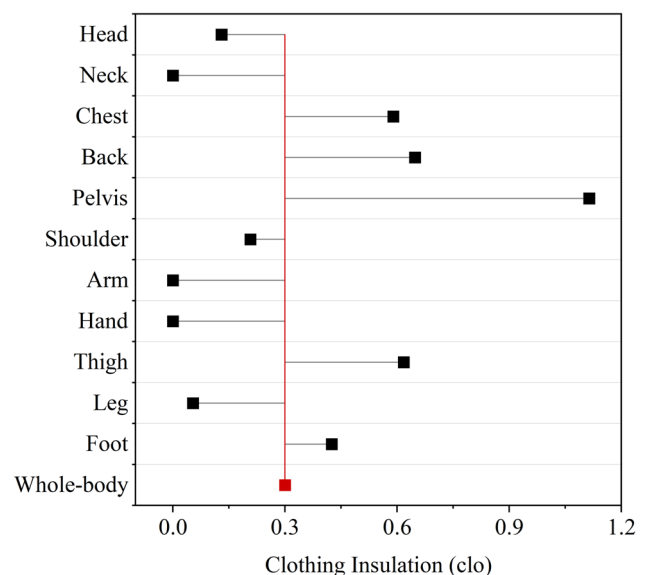 Head
Neck
Chest
Back
Pelvis
Shoulder
Arm
Hand
Thigh
Leg
Foot
Whole-body
0.0 0.3 0.6 0.9 1.2
Clothing Insulation (clo)